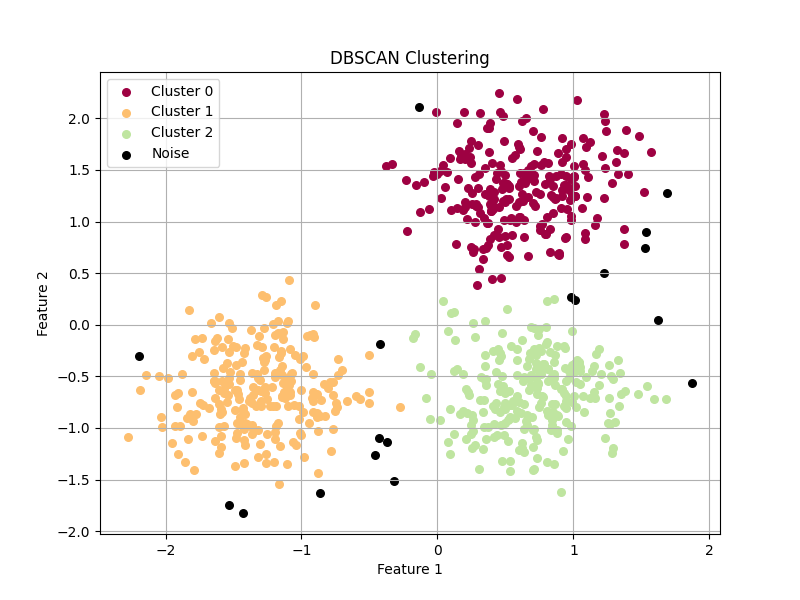 DBSCAN Clustering
Cluster 0
Cluster 1
Cluster 2
Noise
2.0
1.5
1.0
0.5
0.0
−0.5
−1.0
−1.5
−2.0
Feature 2
−2
−1
0
1
2
Feature 1